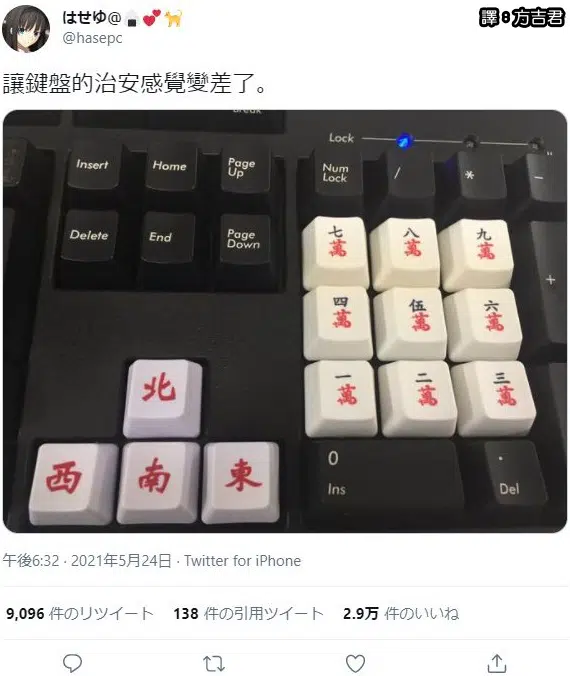 はせゆ@🍙💕🐈
@hasepc
譯:方吉君
讓鍵盤的治安感覺變差了。
Break
Lock
Insert
Home
Page Up
Num Lock
/
*
-
Delete
End
Page Down
七萬
八萬
九萬
+
四萬
伍萬
六萬
北
一萬
二萬
三萬
西
南
東
0
Ins
.
Del
午後6:32 · 2021年5月24日 · Twitter for iPhone
9,096 件のリツイート 138 件の引用ツイート 2.9万 件のいいね